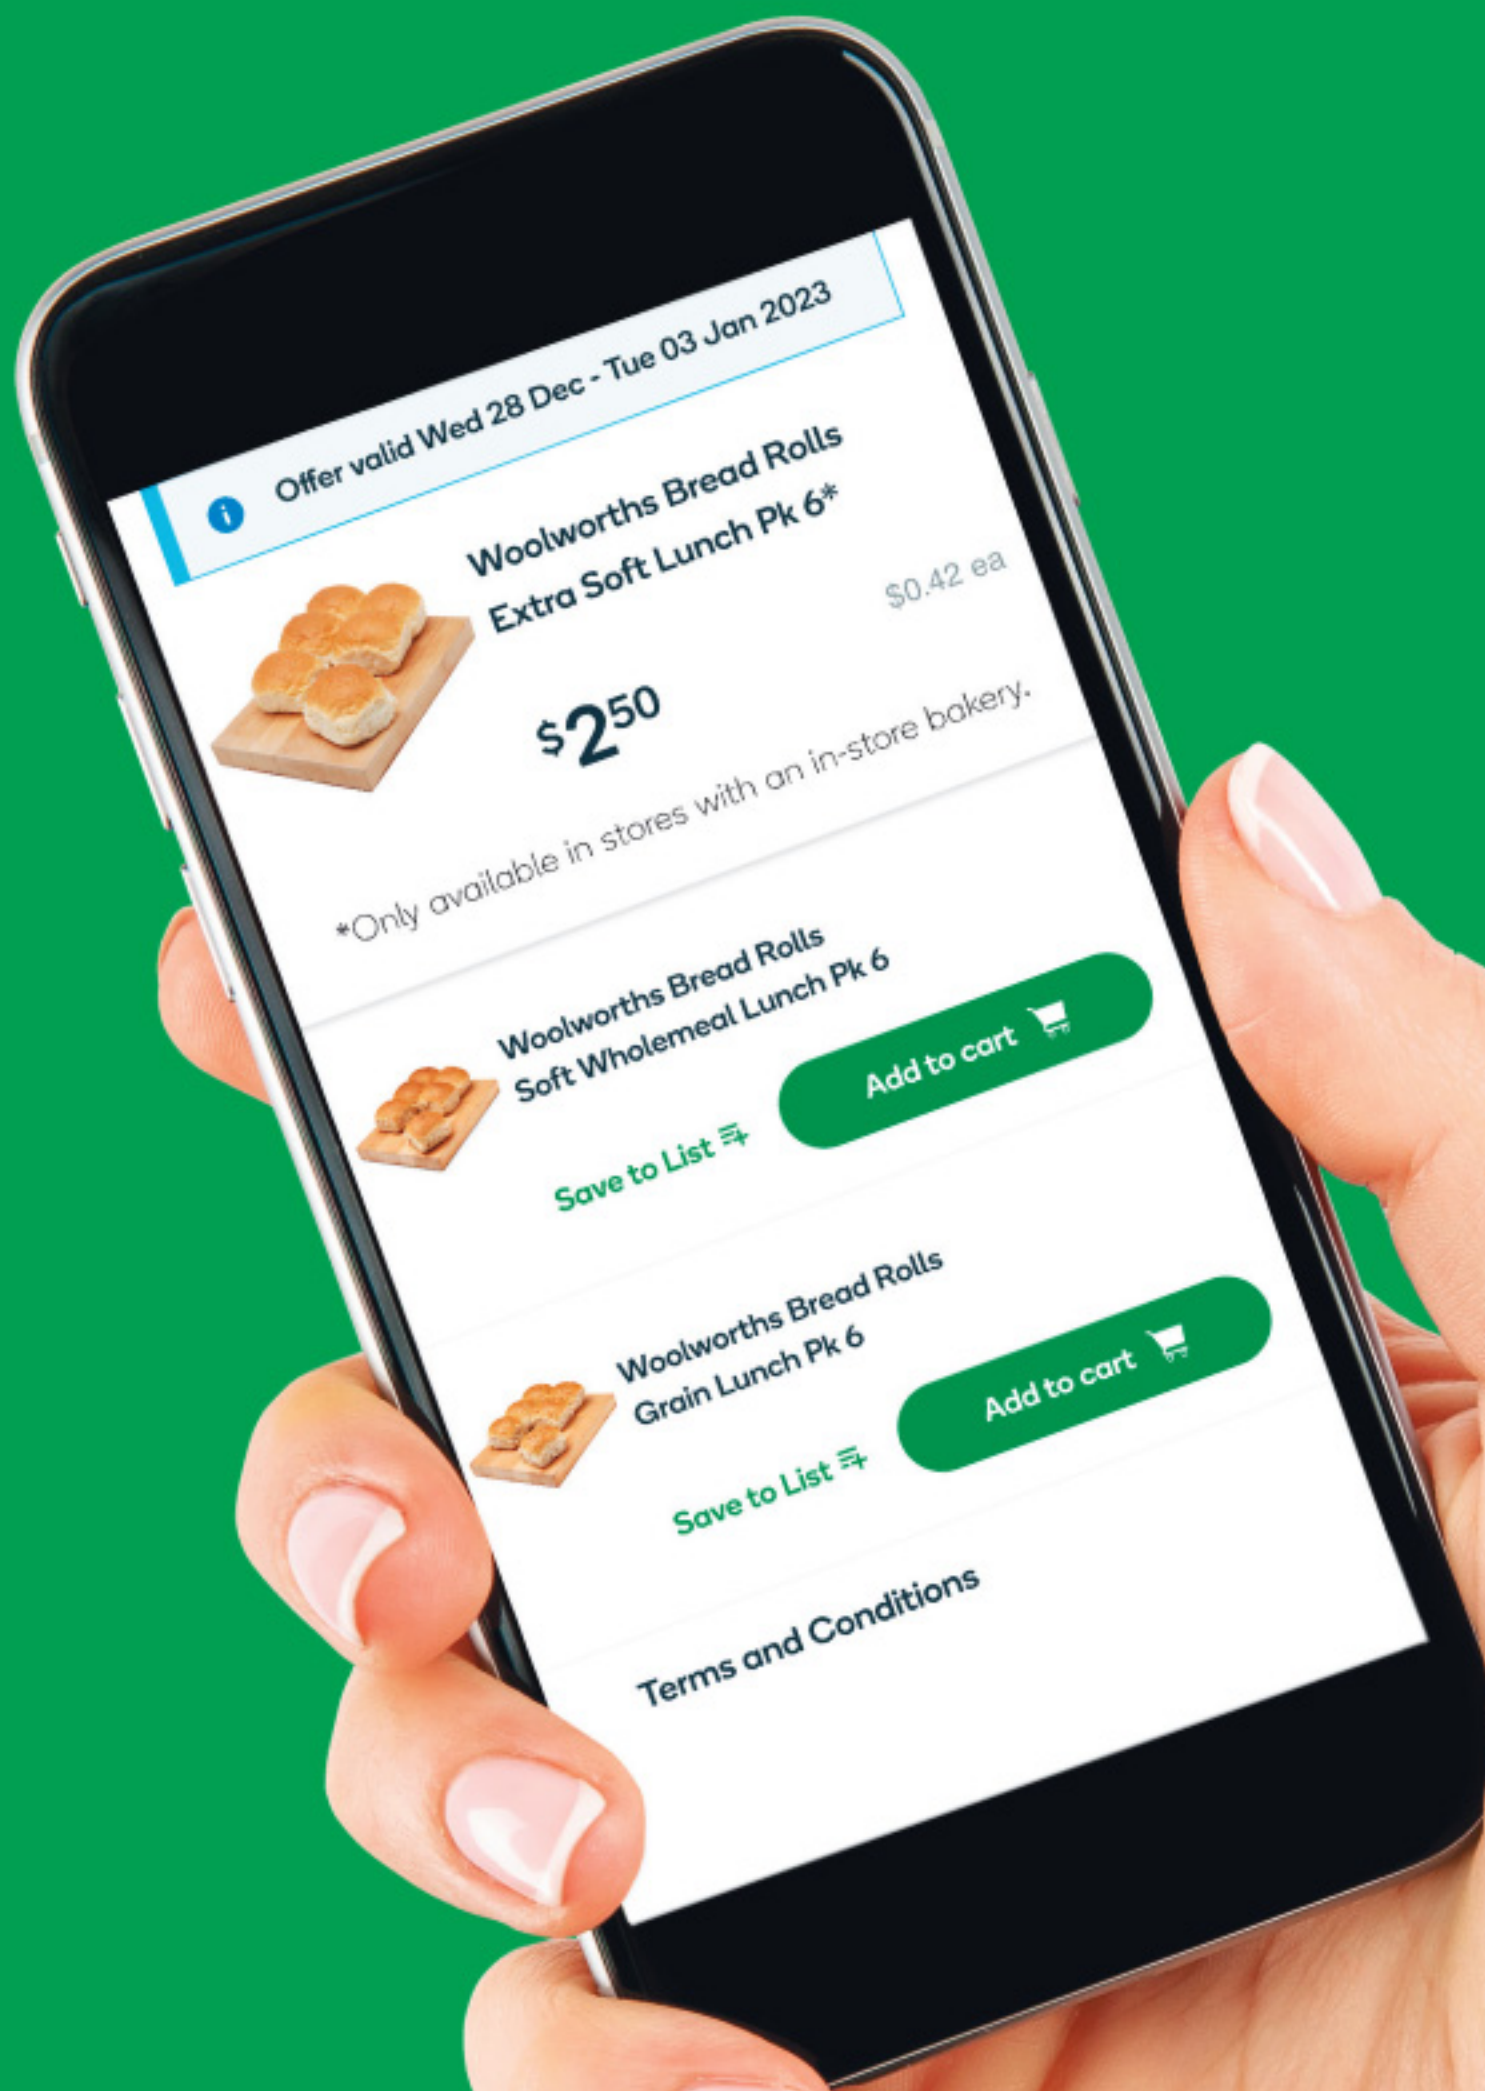 Offer valid Wed 28 Dec - Tue 03 Jan 2023
Woolworths Bread Rolls
Extra Soft Lunch Pk 6*
$0.42 ea
$2.50
*Only available in stores with an in-store bakery.
Woolworths Bread Rolls
Soft Wholemeal Lunch Pk 6
Save to List
Add to cart
Woolworths Bread Rolls
Grain Lunch Pk 6
Save to List
Add to cart
Terms and Conditions